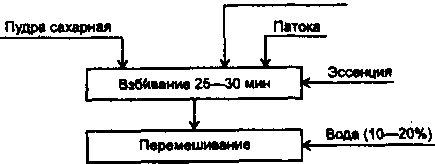 Пудра сахарная
Патока
Взбивание 25—30 мин
Эссенция
Перемешивание
Вода (10—20%)